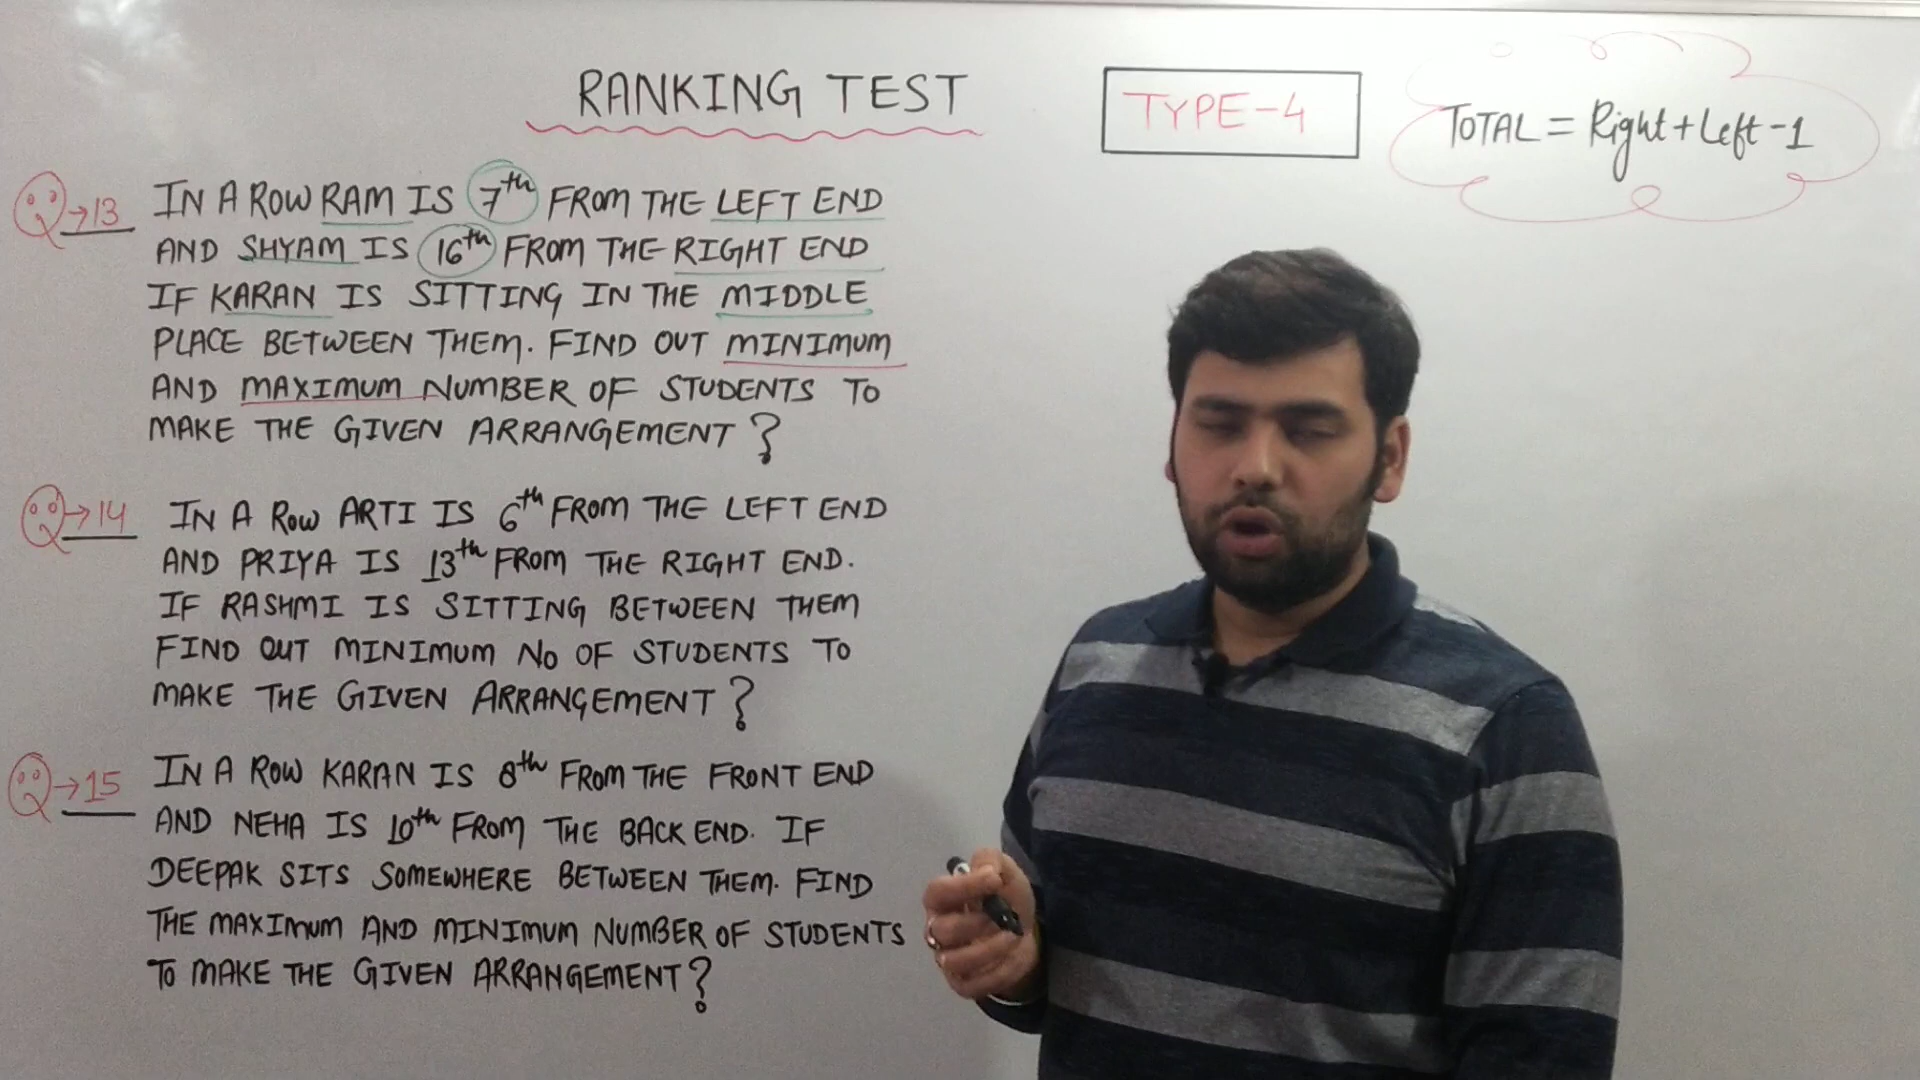 RANKING TEST
TYPE-4
TOTAL = Right + Left - 1
Q→13 IN A ROW RAM IS 7th FROM THE LEFT END
AND SHYAM IS 16th FROM THE RIGHT END
IF KARAN IS SITTING IN THE MIDDLE
PLACE BETWEEN THEM. FIND OUT MINIMUM
AND MAXIMUM NUMBER OF STUDENTS TO
MAKE THE GIVEN ARRANGEMENT?
Q→14 IN A ROW ARTI IS 6th FROM THE LEFT END
AND PRIYA IS 13th FROM THE RIGHT END.
IF RASHMI IS SITTING BETWEEN THEM
FIND OUT MINIMUM NO OF STUDENTS TO
MAKE THE GIVEN ARRANGEMENT?
Q→15 IN A ROW KARAN IS 8th FROM THE FRONT END
AND NEHA IS 10th FROM THE BACK END. IF
DEEPAK SITS SOMEWHERE BETWEEN THEM. FIND
THE MAXIMUM AND MINIMUM NUMBER OF STUDENTS
TO MAKE THE GIVEN ARRANGEMENT?